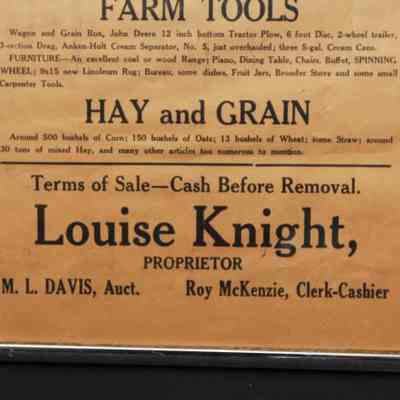 FARM TOOLS
Wagon and Grain Box, John Deere 12 inch bottom Tractor Plow, 6 foot Disc, 2-wheel trailer,
3-section Drag, Anken-Holt Cream Separator, No. 5, just overhauled; three 8-gal. Cream Cans.
FURNITURE—An excellent coal or wood Range; Piano, Dining Table, Chairs, Buffet, SPINNING
WHEEL; 9x15 new Linoleum Rug; Bureau, some dishes, Fruit Jars, Brooder Stove and some small
Carpenter Tools.
HAY and GRAIN
Around 500 bushels of Corn; 150 bushels of Oats; 13 bushels of Wheat; some Straw; around
30 tons of mixed Hay, and many other articles too numerous to mention.
Terms of Sale—Cash Before Removal.
Louise Knight,
PROPRIETOR
M. L. DAVIS, Auct. Roy McKenzie, Clerk-Cashier